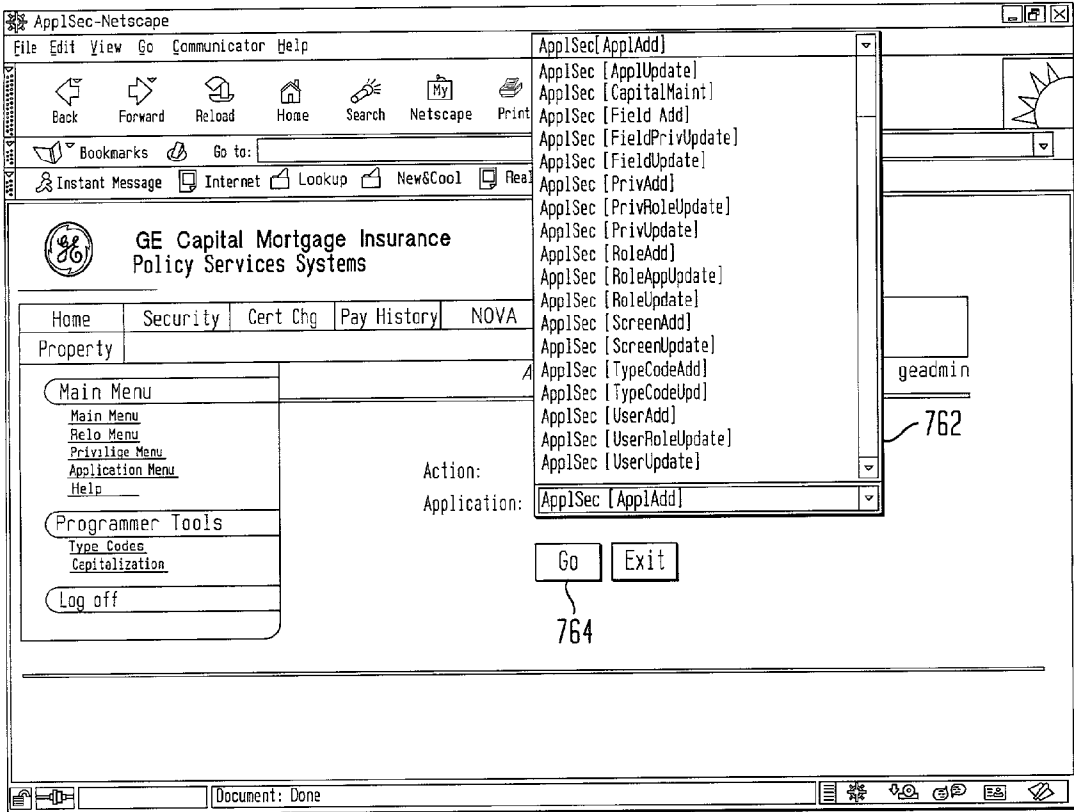 ApplSec-Netscape
File Edit View Go Communicator Help
Back Forward Reload Home Search Netscape Print
My
Bookmarks Go to:
Instant Message Internet Lookup New&Cool Real
ApplSec[ApplAdd]
ApplSec [ApplUpdate]
ApplSec [CapitalMaint]
ApplSec [Field Add]
ApplSec [FieldPrivUpdate]
ApplSec [FieldUpdate]
ApplSec [PrivAdd]
ApplSec [PrivRoleUpdate]
ApplSec [PrivUpdate]
ApplSec [RoleAdd]
ApplSec [RoleAppUpdate]
ApplSec [RoleUpdate]
ApplSec [ScreenAdd]
ApplSec [ScreenUpdate]
ApplSec [TypeCodeAdd]
ApplSec [TypeCodeUpd]
ApplSec [UserAdd]
ApplSec [UserRoleUpdate]
ApplSec [UserUpdate]
GE
GE Capital Mortgage Insurance
Policy Services Systems
Home Security Cert Chg Pay History NOVA
Property
A
geadmin
762
Main Menu
Main Menu
Relo Menu
Privilige Menu
Application Menu
Help
Programmer Tools
Type Codes
Cepitalization
Log off
Action:
Application: ApplSec [ApplAdd]
Go Exit
764
Document: Done